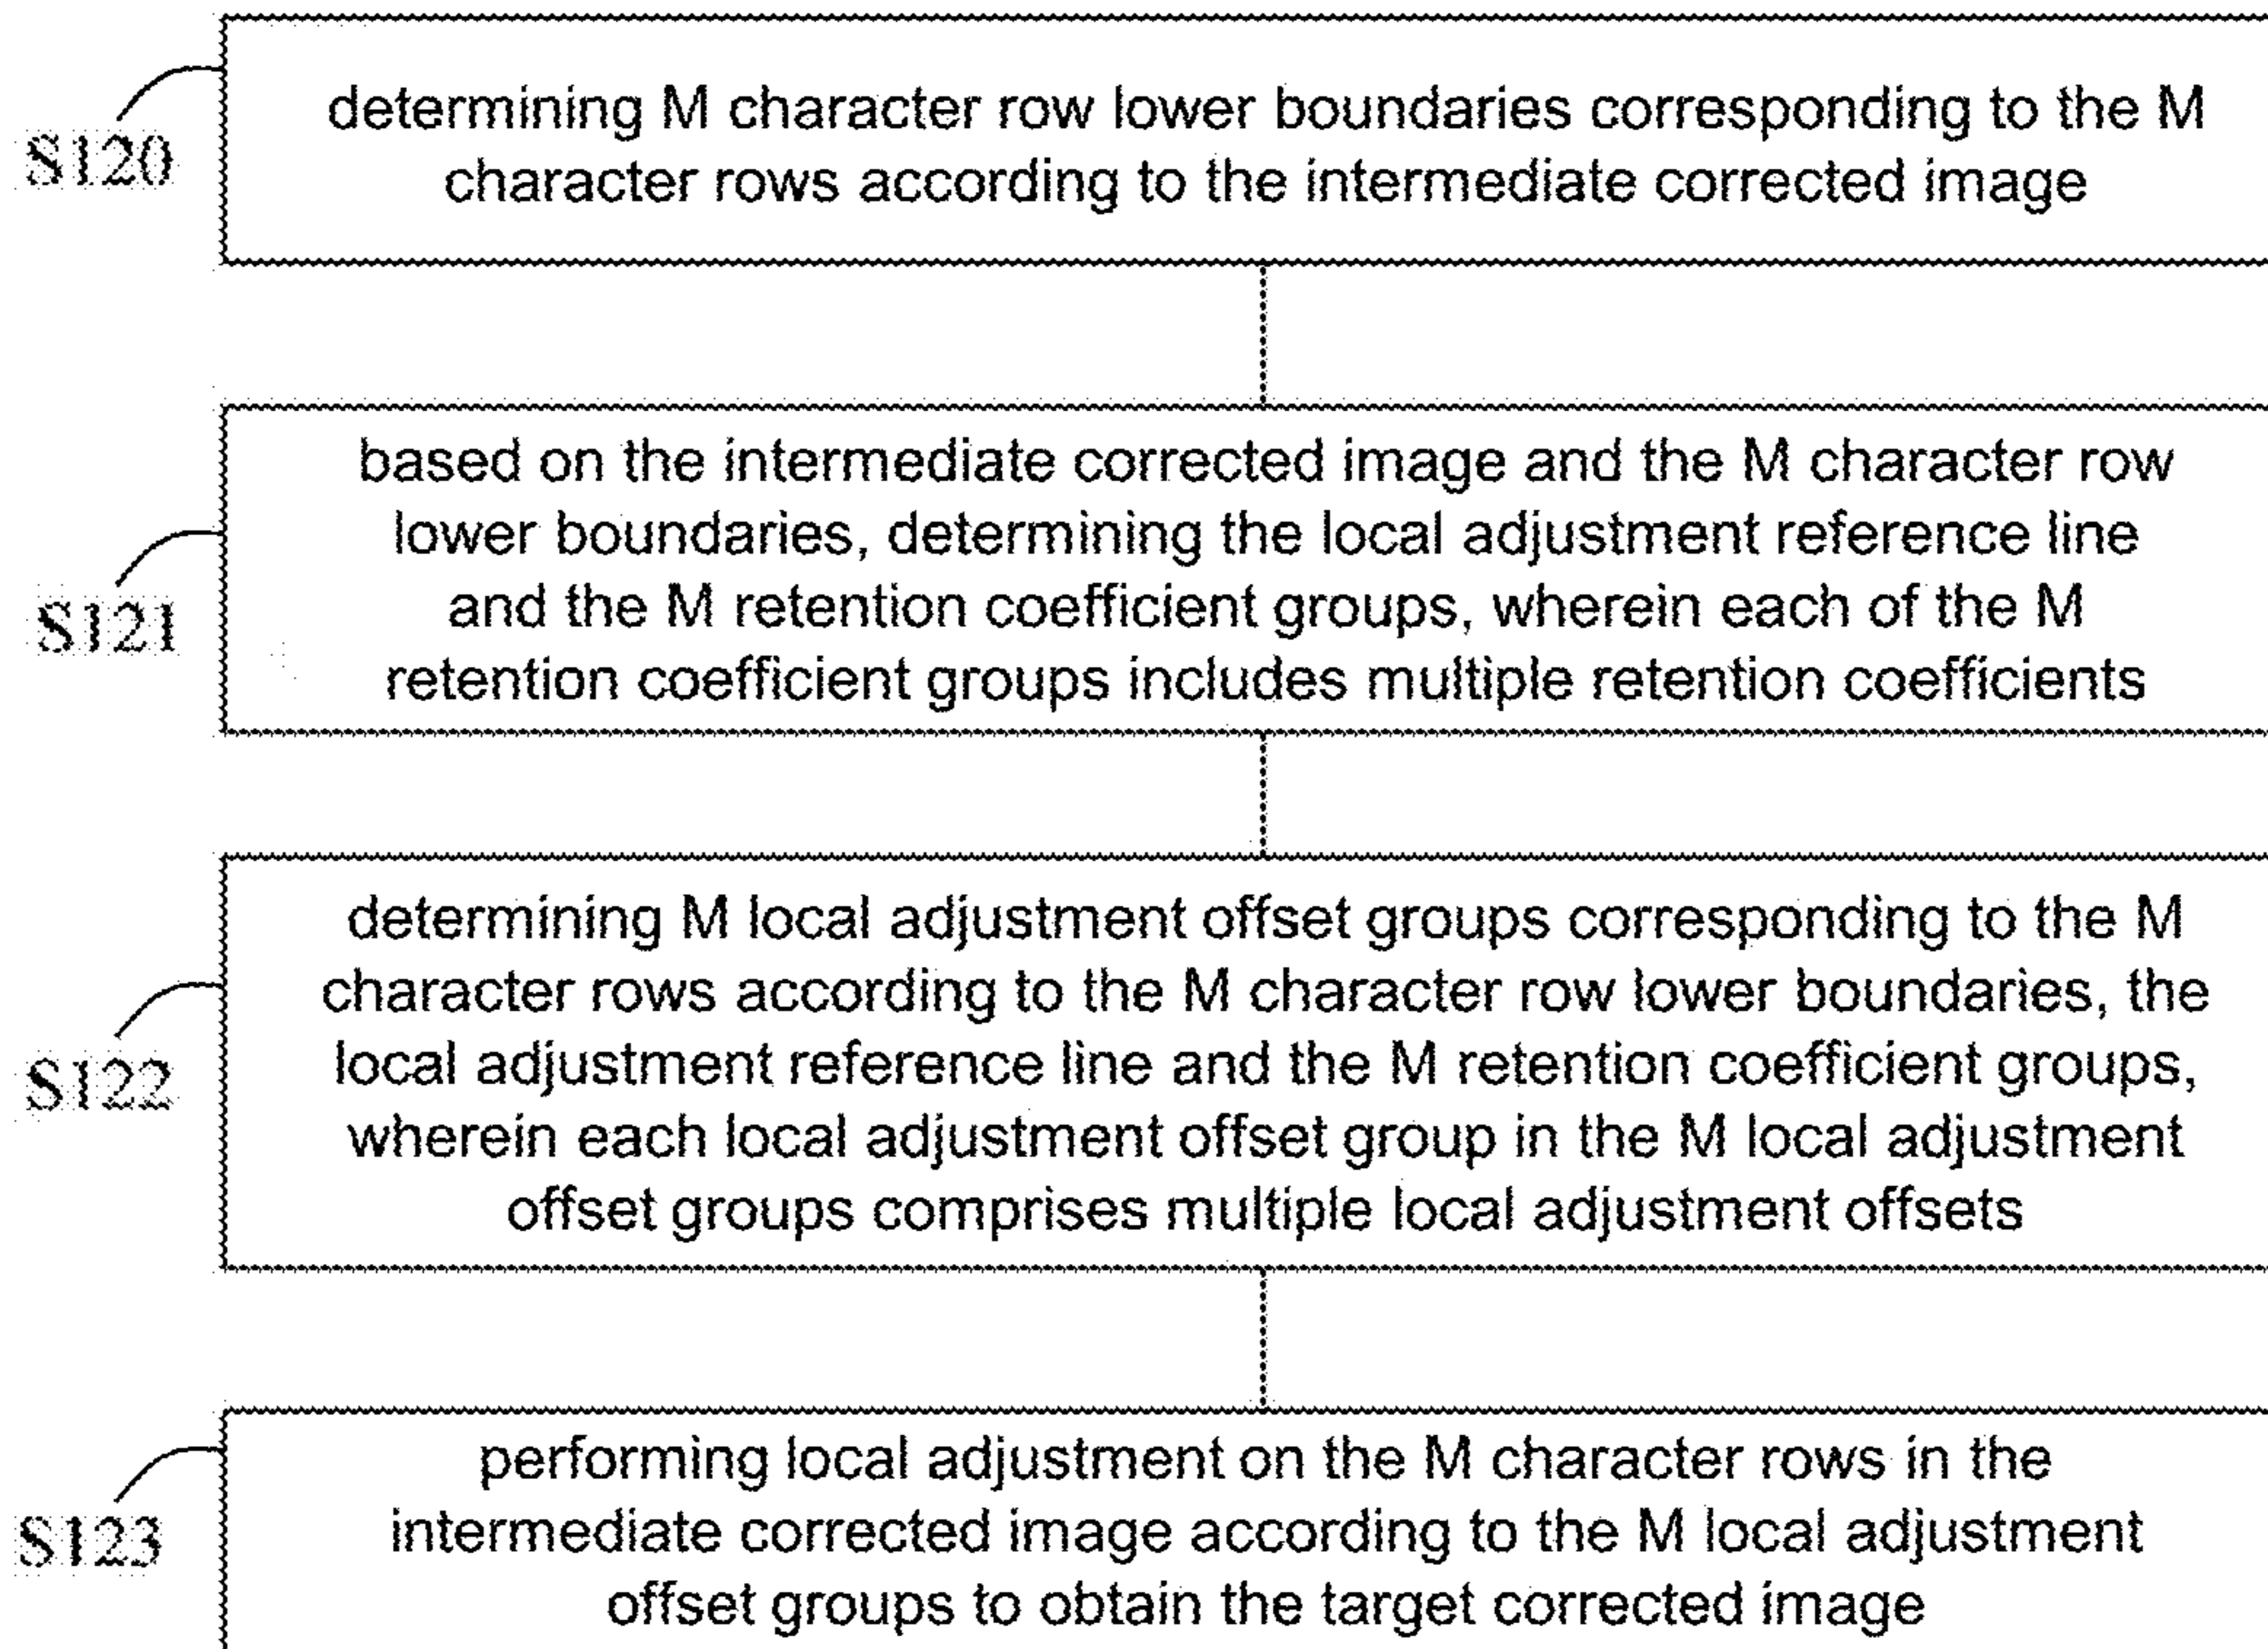 S120
determining M character row lower boundaries corresponding to the M
character rows according to the intermediate corrected image
S121
based on the intermediate corrected image and the M character row
lower boundaries, determining the local adjustment reference line
and the M retention coefficient groups, wherein each of the M
retention coefficient groups includes multiple retention coefficients
S122
determining M local adjustment offset groups corresponding to the M
character rows according to the M character row lower boundaries, the
local adjustment reference line and the M retention coefficient groups,
wherein each local adjustment offset group in the M local adjustment
offset groups comprises multiple local adjustment offsets
S123
performing local adjustment on the M character rows in the
intermediate corrected image according to the M local adjustment
offset groups to obtain the target corrected image